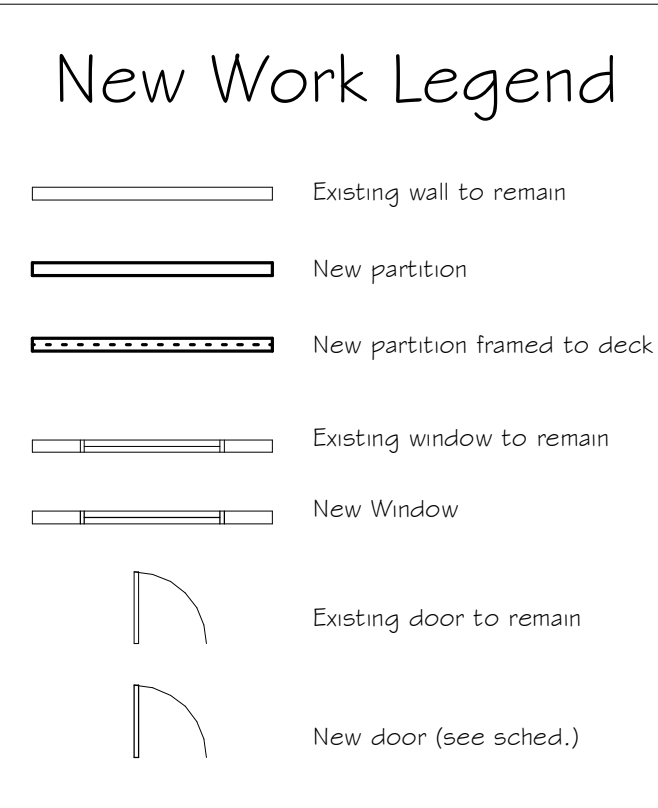 New Work Legend
Existing wall to remain
New partition
New partition framed to deck
Existing window to remain
New Window
Existing door to remain
New door (see sched.)